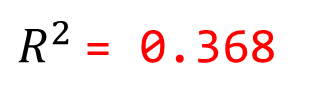 R² = 0.368